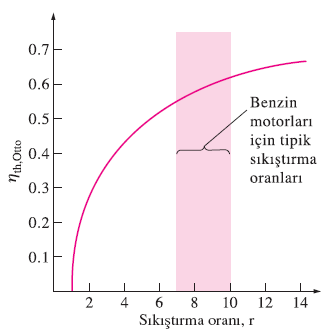 0.7
0.6
0.5
0.4
0.3
0.2
0.1
ηth,Otto
Benzin
motorları
için tipik
sıkıştırma
oranları
2 4 6 8 10 12 14
Sıkıştırma oranı, r